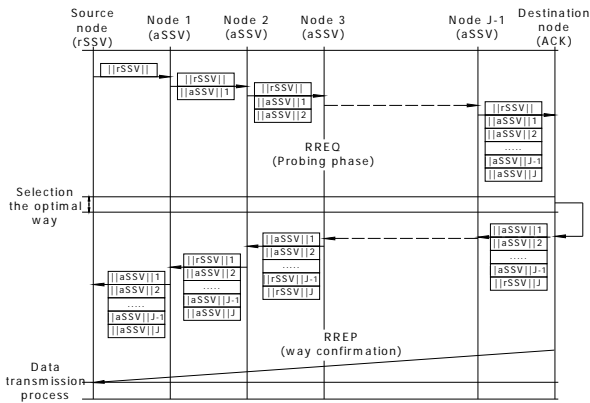 Source
node
(rSSV)
Node 1
(aSSV)
Node 2
(aSSV)
Node 3
(aSSV)
Node J-1
(aSSV)
Destination
node
(ACK)
||rSSV||
||rSSV||
||aSSV||1
||rSSV||
||aSSV||1
||aSSV||2
||rSSV||
||aSSV||1
||aSSV||2
.....
||aSSV||J-1
||aSSV||J
RREQ
(Probing phase)
Selection
the optimal
way
||aSSV||1
||aSSV||2
.....
||aSSV||J-1
||rSSV||J
||aSSV||1
||aSSV||2
.....
||rSSV||J-1
||rSSV||J
||rSSV||1
||aSSV||2
.....
||aSSV||J-1
||aSSV||J
||aSSV||1
||aSSV||2
.....
||aSSV||J-1
||aSSV||J
RREP
(way confirmation)
Data
transmission
process